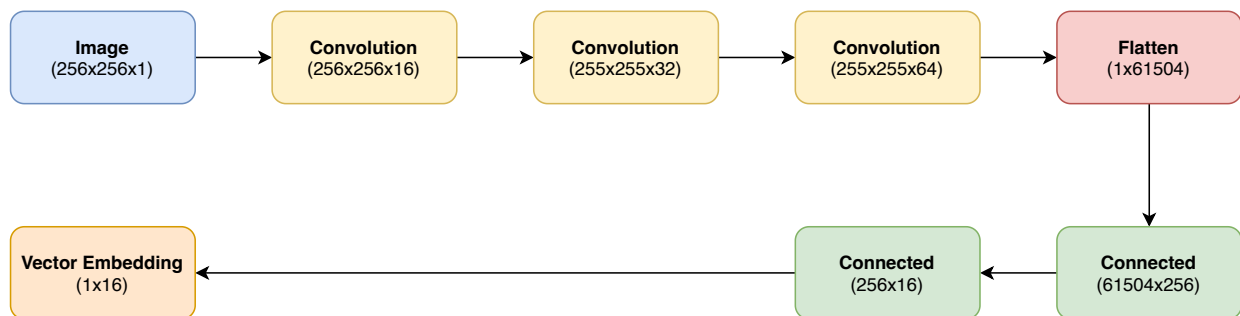 Image
(256x256x1)
Convolution
(256x256x16)
Convolution
(255x255x32)
Convolution
(255x255x64)
Flatten
(1x61504)
Vector Embedding
(1x16)
Connected
(256x16)
Connected
(61504x256)